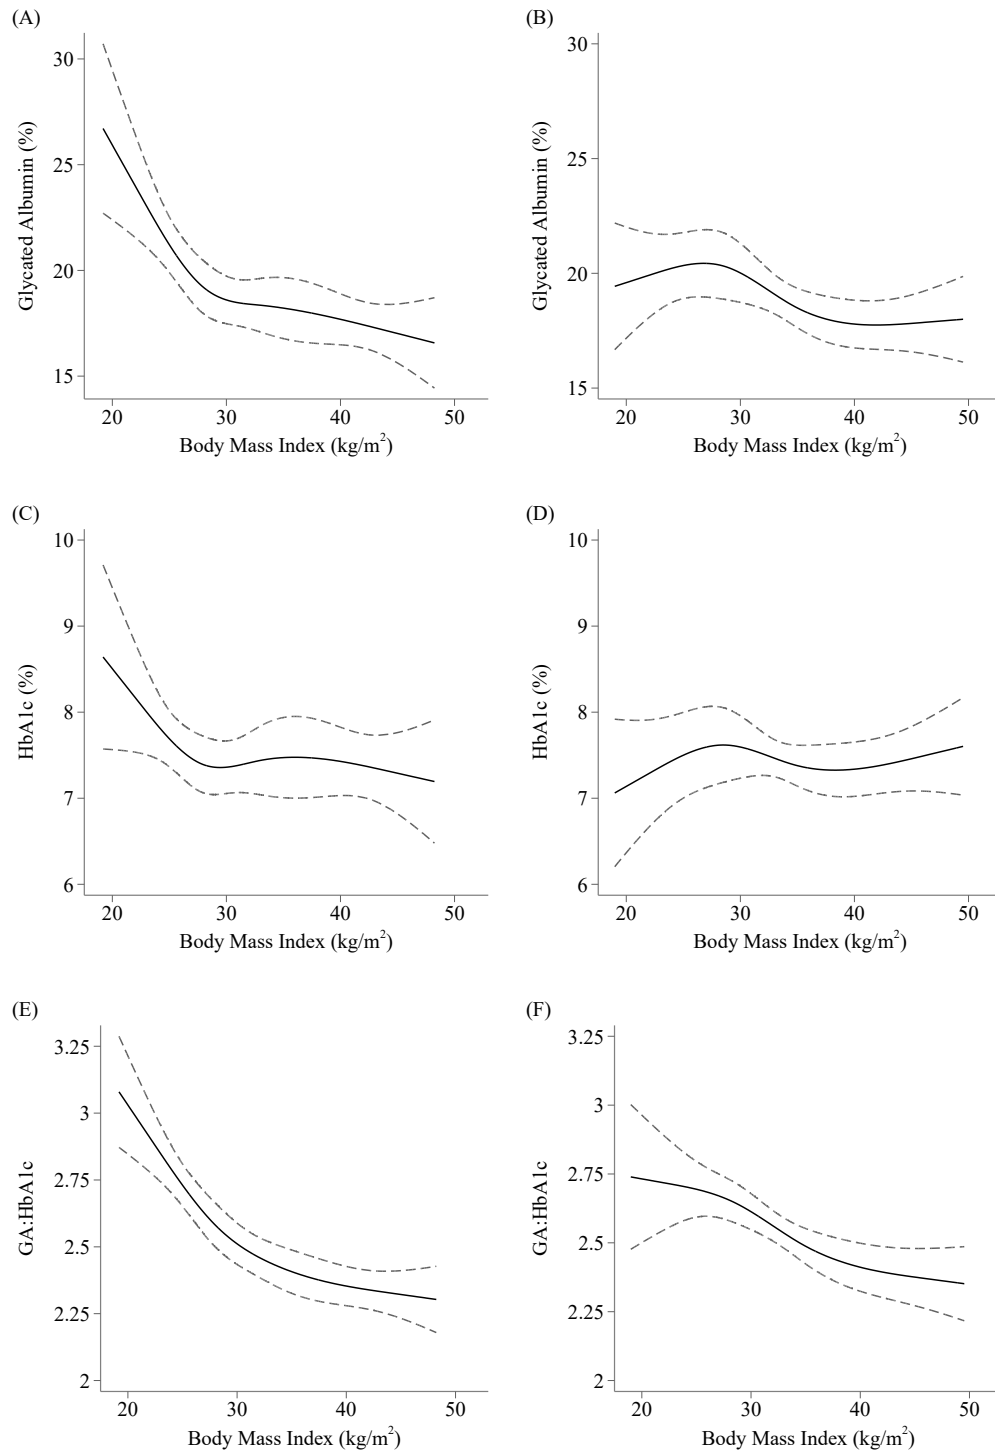 (A)
(B)
30
25
20
15
Glycated Albumin (%)
20 30 40 50
Body Mass Index (kg/m²)
30
25
20
15
Glycated Albumin (%)
20 30 40 50
Body Mass Index (kg/m²)
(C)
(D)
10
9
8
7
6
HbA1c (%)
20 30 40 50
Body Mass Index (kg/m²)
10
9
8
7
6
HbA1c (%)
20 30 40 50
Body Mass Index (kg/m²)
(E)
(F)
3.25
3
2.75
2.5
2.25
2
GA:HbA1c
20 30 40 50
Body Mass Index (kg/m²)
3.25
3
2.75
2.5
2.25
2
GA:HbA1c
20 30 40 50
Body Mass Index (kg/m²)